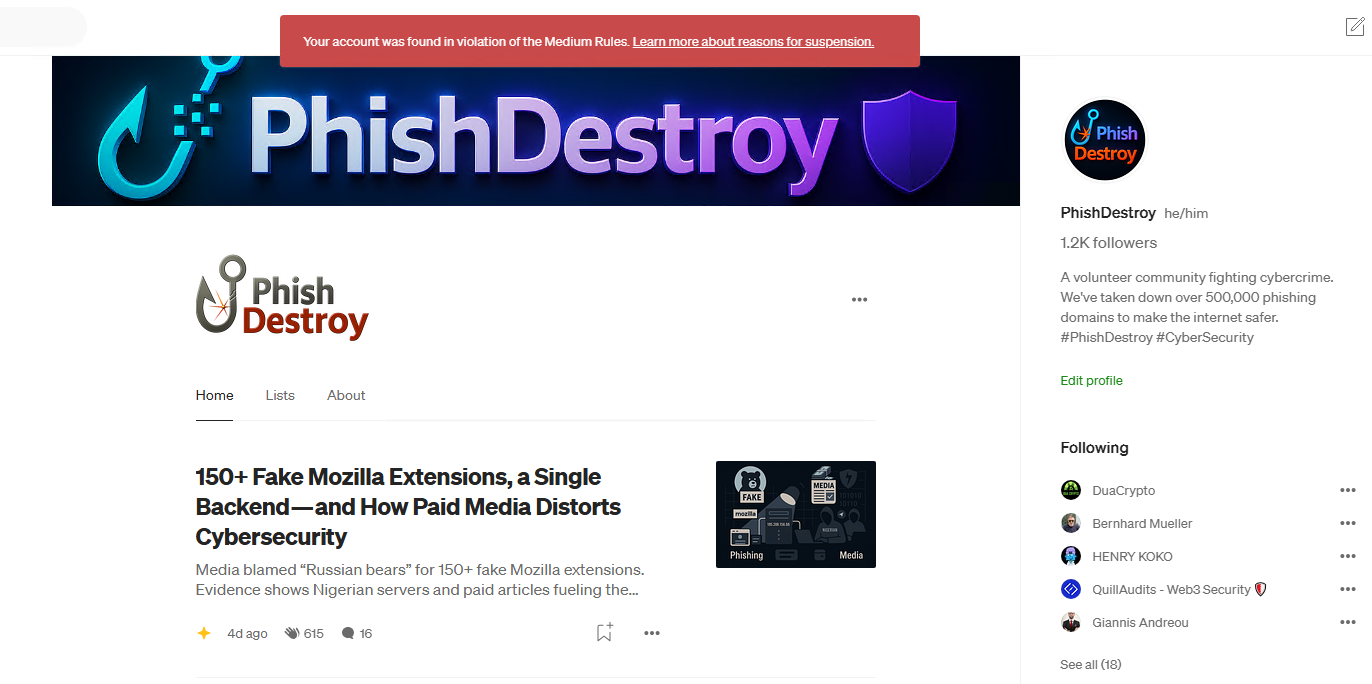 Your account was found in violation of the Medium Rules. Learn more about reasons for suspension.
PhishDestroy
Phish
Destroy
Phish
Destroy
PhishDestroy he/him
1.2K followers
A volunteer community fighting cybercrime.
We've taken down over 500,000 phishing
domains to make the internet safer.
#PhishDestroy #CyberSecurity
Edit profile
Home
Lists
About
150+ Fake Mozilla Extensions, a Single
Backend—and How Paid Media Distorts
Cybersecurity
Media blamed “Russian bears” for 150+ fake Mozilla extensions.
Evidence shows Nigerian servers and paid articles fueling the…
4d ago
615
16
FAKE
mozilla
MEDIA
Phishing
Media
Following
DuaCrypto
Bernhard Mueller
HENRY KOKO
QuillAudits - Web3 Security
Giannis Andreou
See all (18)